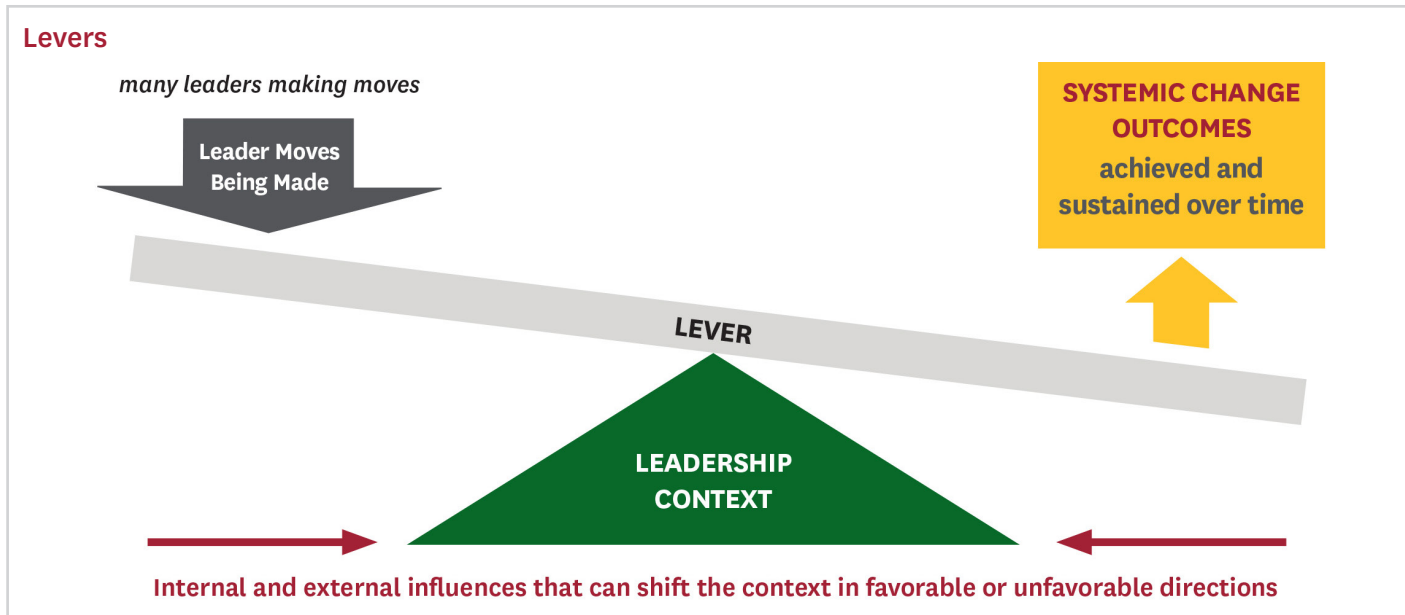 Levers
many leaders making moves
Leader Moves
Being Made
SYSTEMIC CHANGE
OUTCOMES
achieved and
sustained over time
LEVER
LEADERSHIP
CONTEXT
Internal and external influences that can shift the context in favorable or unfavorable directions